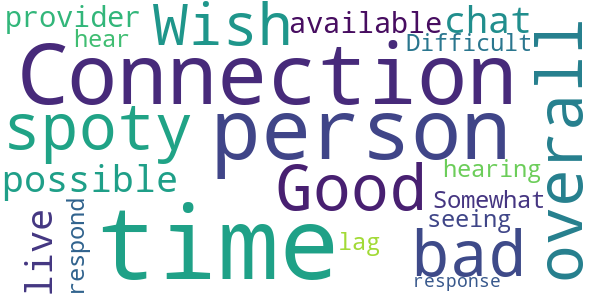 provider
Wish
available
chat
hear
Difficult
Connection
overall
spoty
person
possible
Good
hearing
Somewhat
seeing
live
respond
time
lag
bad
response